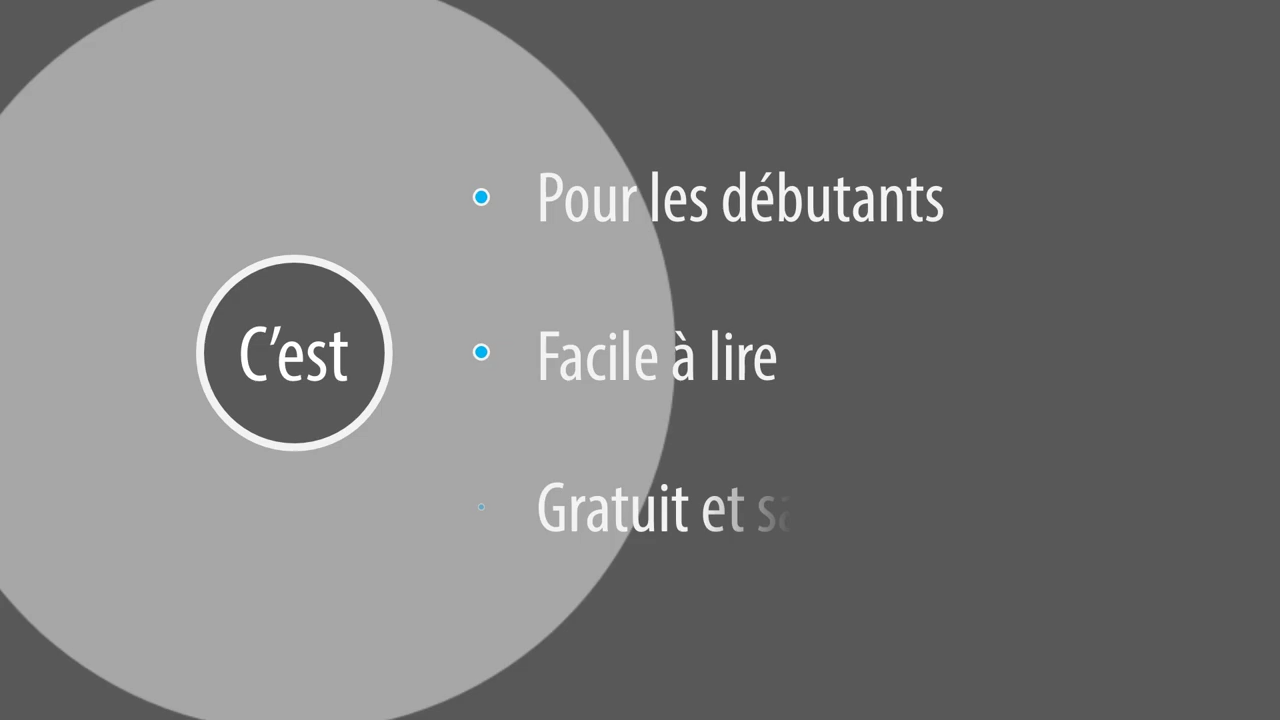 C’est
Pour les débutants
Facile à lire
Gratuit et